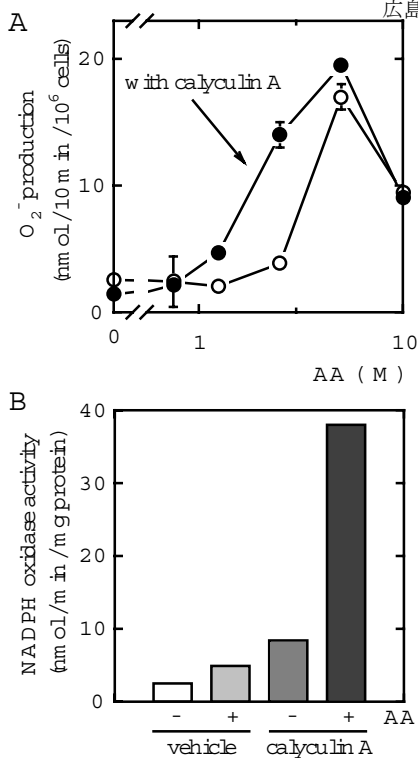 広島
A
with calyculin A
O2- production
(nmol/10 min/10^6 cells)
20
10
0
0 1 10
AA (M)
B
NADPH oxidase activity
(nmol/min/mg protein)
40
30
20
10
0
- + - + AA
vehicle calyculin A